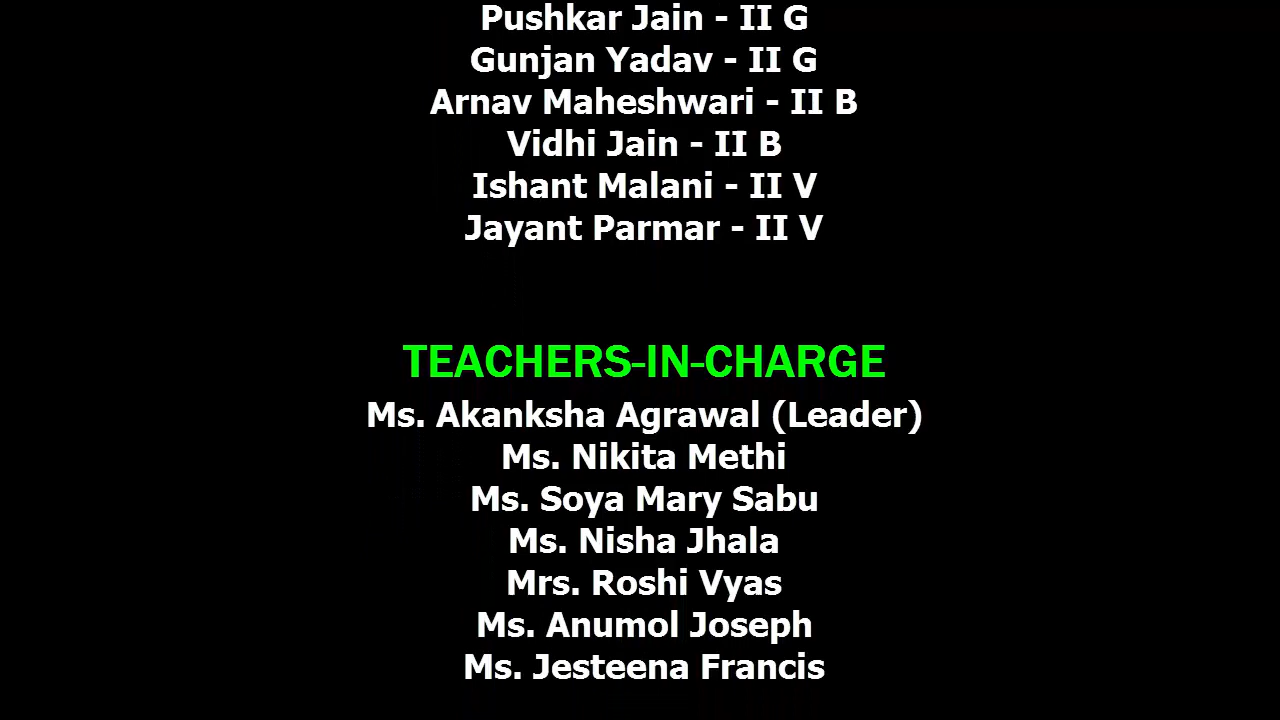 Pushkar Jain - II G
Gunjan Yadav - II G
Arnav Maheshwari - II B
Vidhi Jain - II B
Ishant Malani - II V
Jayant Parmar - II V
TEACHERS-IN-CHARGE
Ms. Akanksha Agrawal (Leader)
Ms. Nikita Methi
Ms. Soya Mary Sabu
Ms. Nisha Jhala
Mrs. Roshi Vyas
Ms. Anumol Joseph
Ms. Jesteena Francis